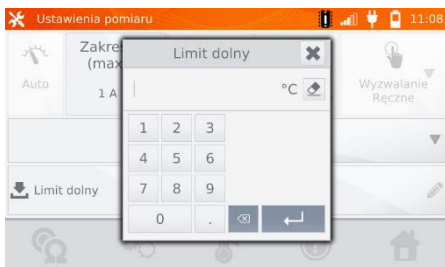 Ustawienia pomiaru
11:08
Auto
Zakres
(max
1 A
Limit dolny
Wyzwalanie
Ręczne
°C
1 2 3
4 5 6
7 8 9
0 .
Limit dolny